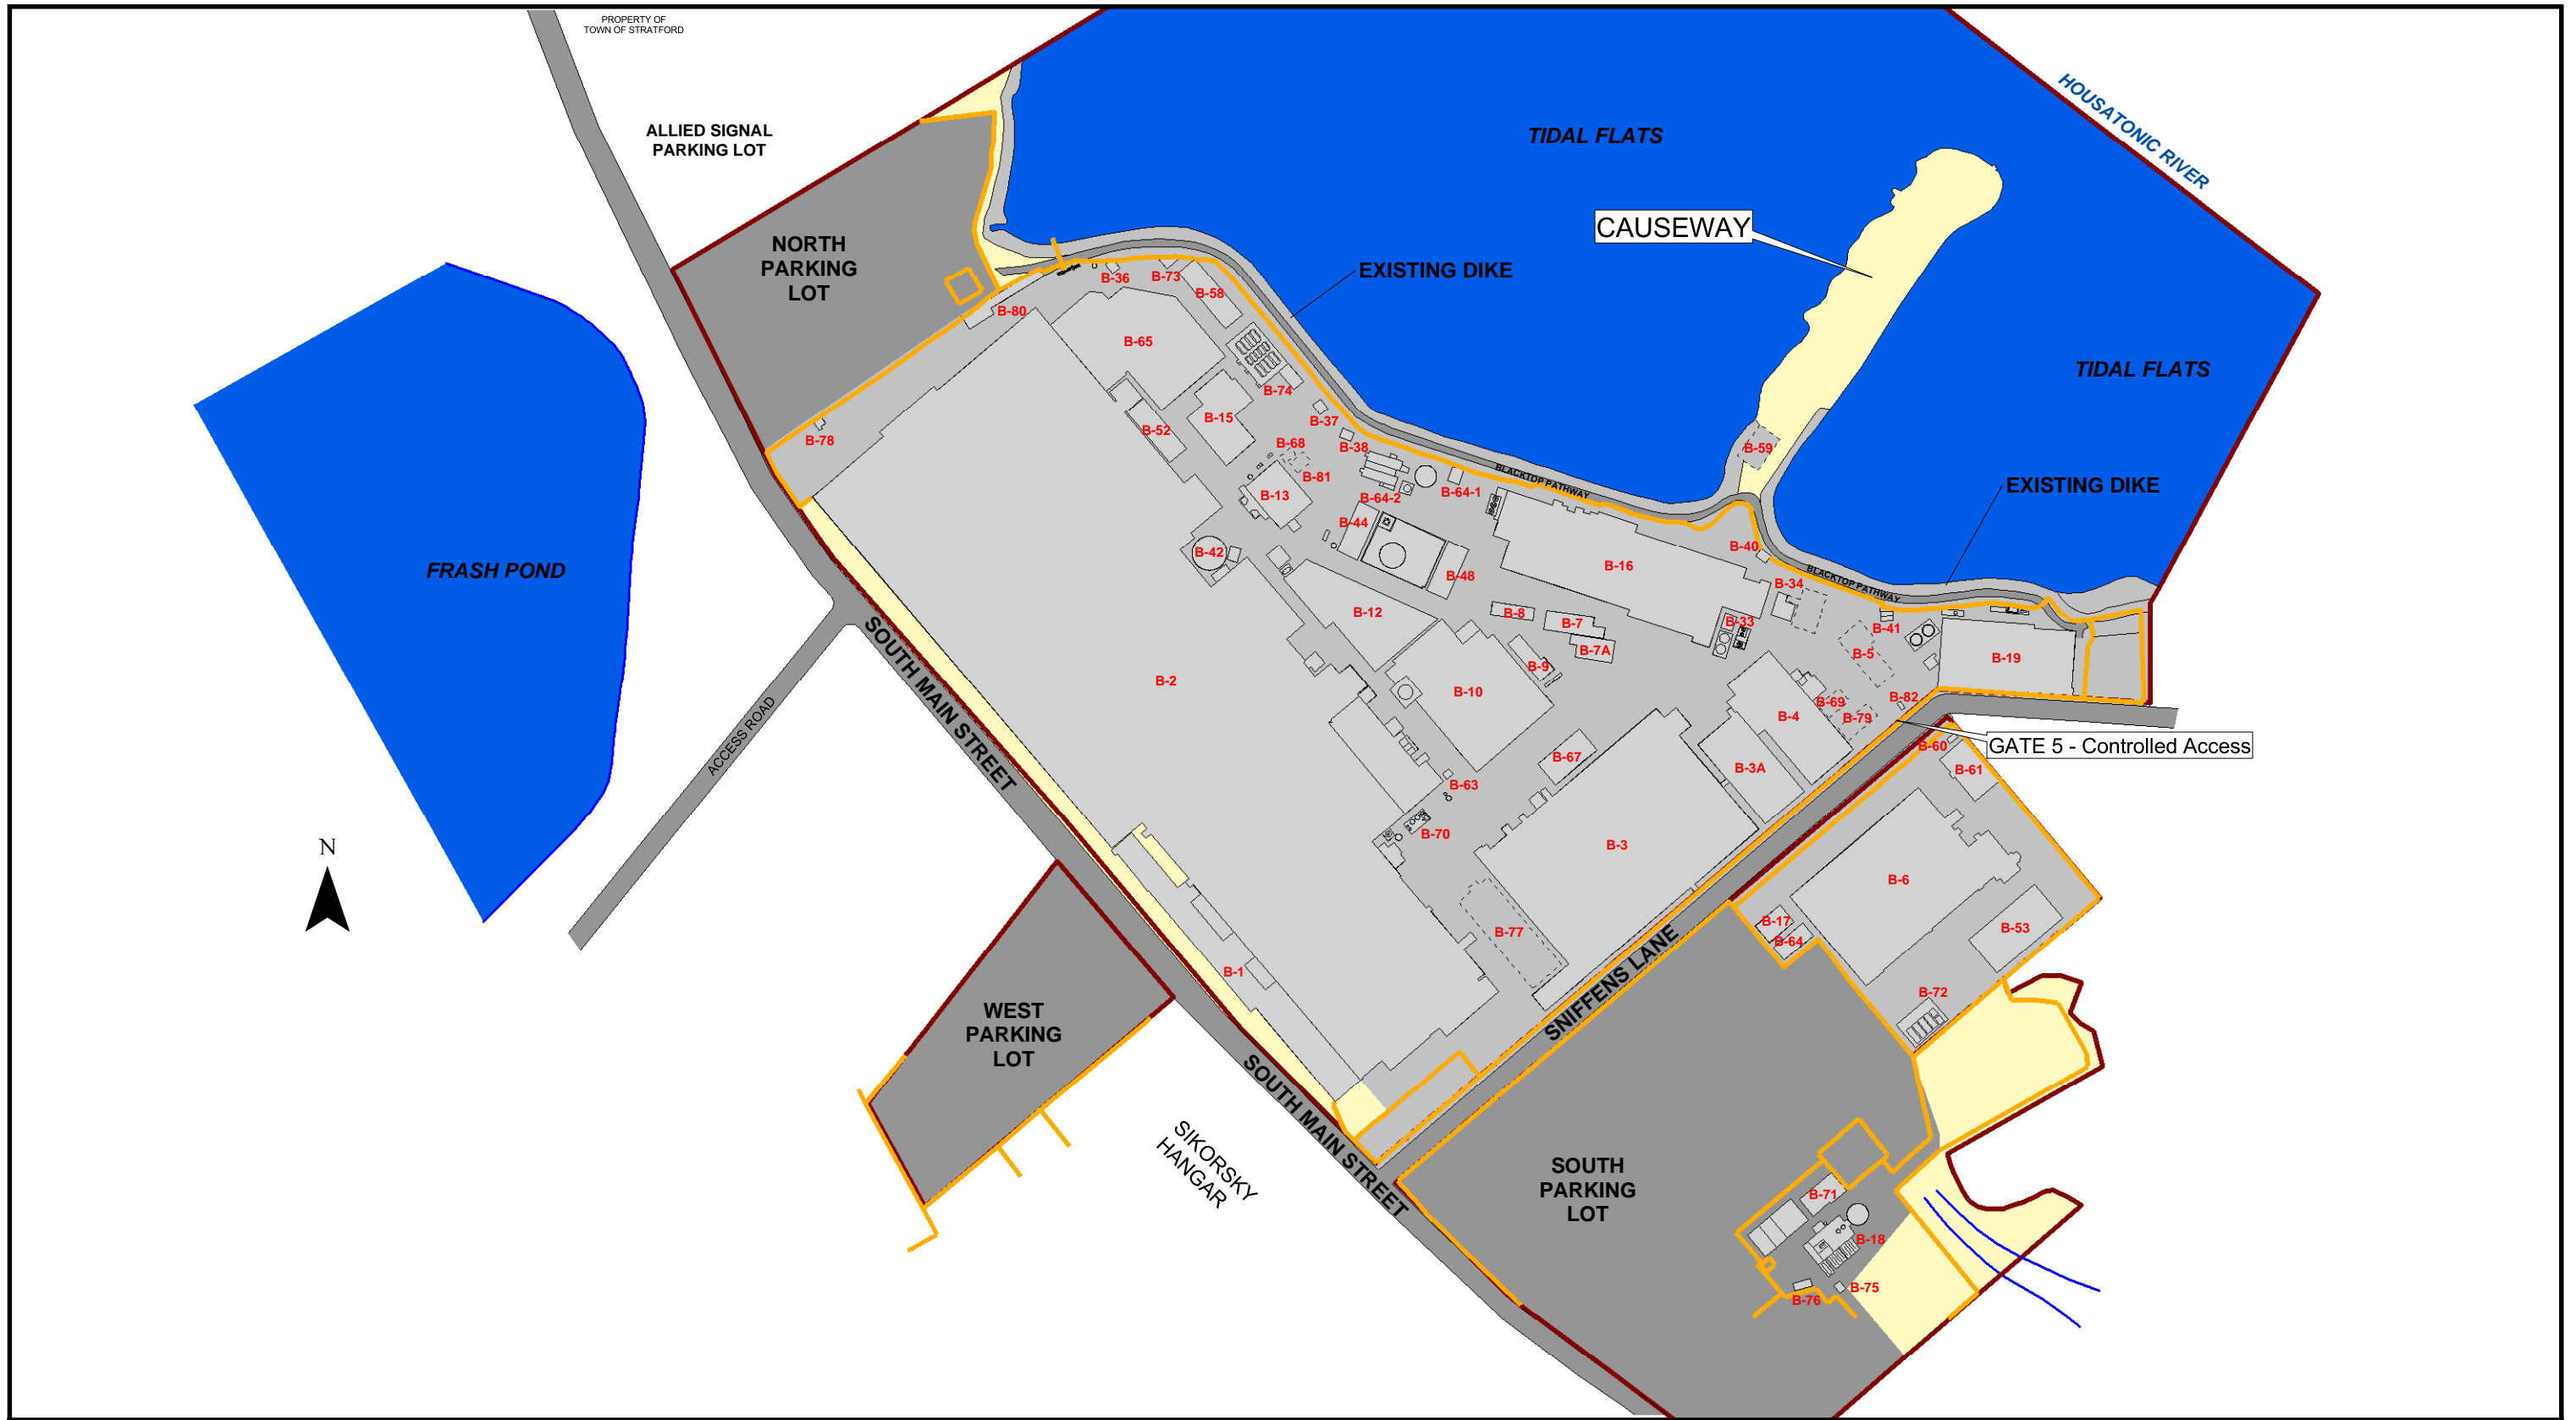 PROPERTY OF
TOWN OF STRATFORD
ALLIED SIGNAL
PARKING LOT
HOUSATONIC RIVER
TIDAL FLATS
CAUSEWAY
NORTH
PARKING
LOT
EXISTING DIKE
B-36
B-73
B-58
B-80
B-65
TIDAL FLATS
B-74
B-15
B-37
B-52
B-78
B-68
B-38
B-59
B-81
BLACKTOP PATHWAY
B-13
B-64-2
B-64-1
EXISTING DIKE
B-44
B-42
B-40
B-16
FRASH POND
B-48
B-34
BLACKTOP PATHWAY
B-12
B-8
B-7
B-33
B-41
B-7A
B-5
B-9
B-19
B-2
B-10
B-69
B-82
B-4
B-79
SOUTH MAIN STREET
ACCESS ROAD
GATE 5 - Controlled Access
B-60
B-67
B-3A
B-61
B-63
B-70
B-3
N
B-6
B-17
B-64
B-53
B-77
B-1
SNIFFENS LANE
B-72
WEST
PARKING
LOT
SOUTH MAIN STREET
SIKORSKY
HANGAR
SOUTH
PARKING
LOT
B-71
B-18
B-75
B-76